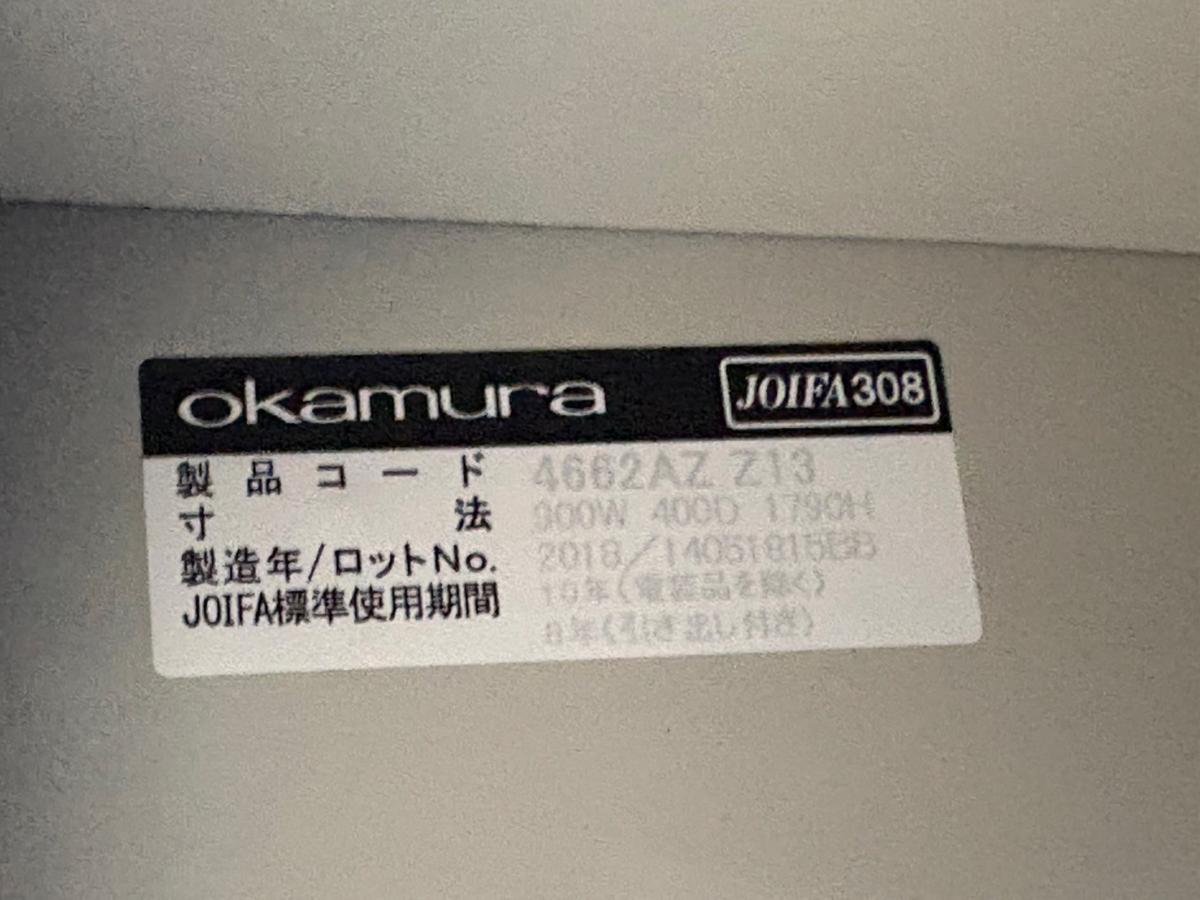 okamura JOIFA308
製品コード 4662AZ Z13
寸法 900W 400D 1790H
製造年/ロットNo. 2018/
JOIFA標準使用期間 10年(電装品を除く)
8年(引き出し付き)